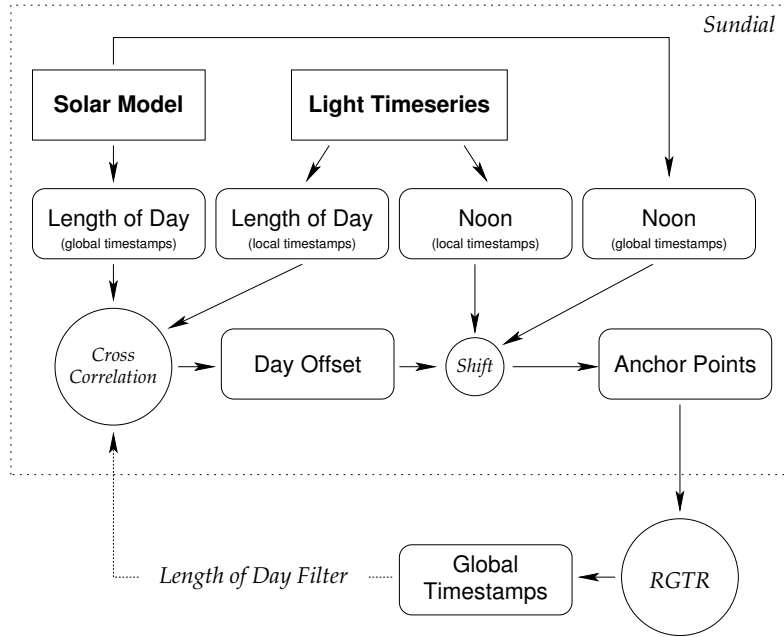 Sundial
Solar Model
Light Timeseries
Length of Day
(global timestamps)
Length of Day
(local timestamps)
Noon
(local timestamps)
Noon
(global timestamps)
Cross
Correlation
Day Offset
Shift
Anchor Points
Length of Day Filter
Global
Timestamps
RGTR